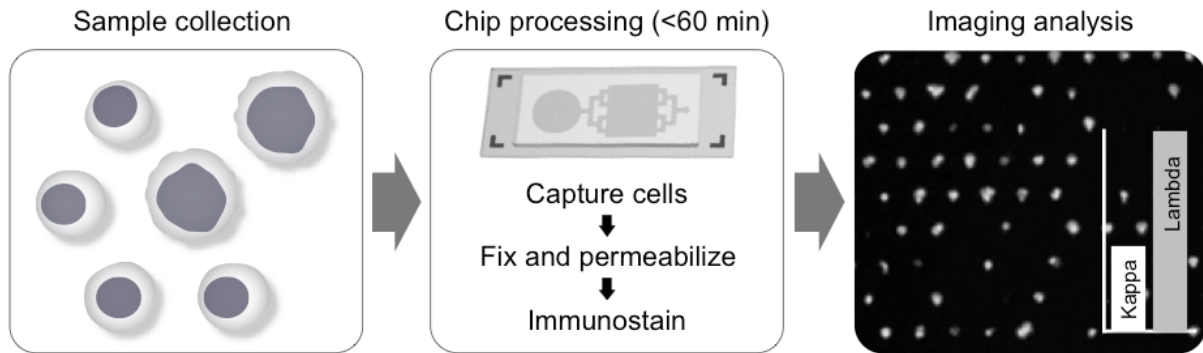 Sample collection
Chip processing (<60 min)
Imaging analysis
Capture cells
Fix and permeabilize
Immunostain
Kappa
Lambda